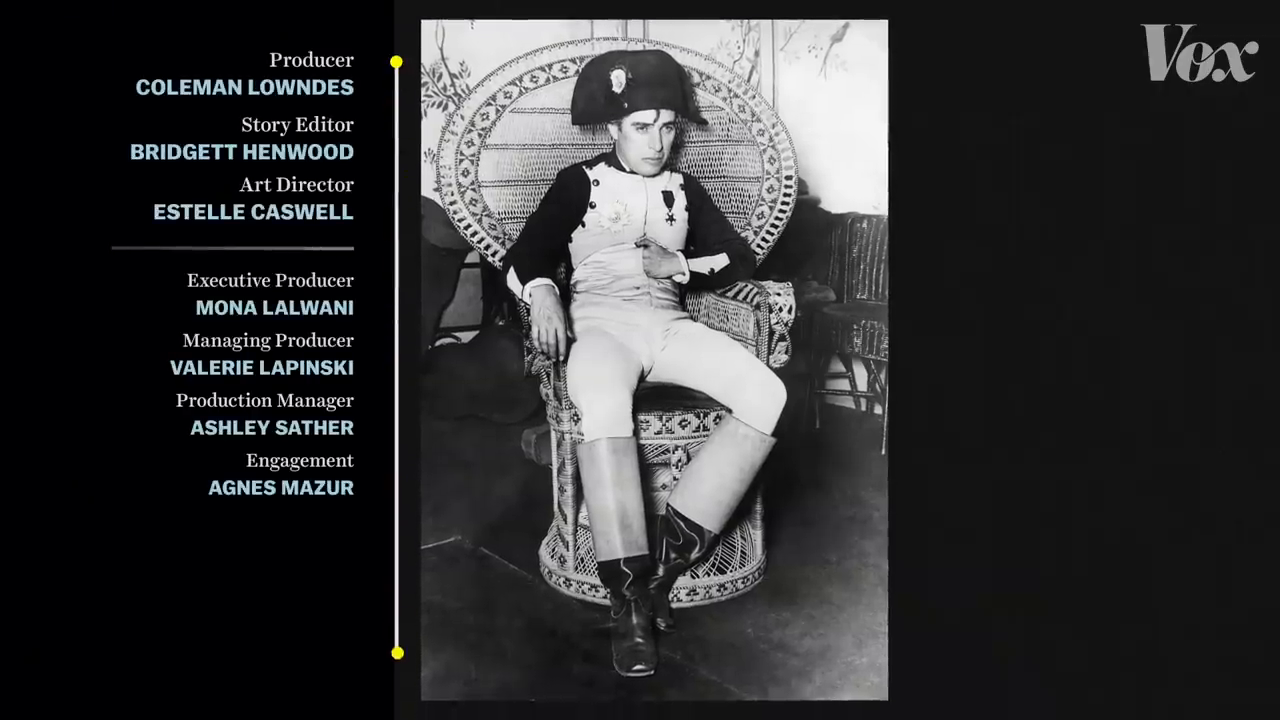 Producer
COLEMAN LOWNDES
Story Editor
BRIDGETT HENWOOD
Art Director
ESTELLE CASWELL
Executive Producer
MONA LALWANI
Managing Producer
VALERIE LAPINSKI
Production Manager
ASHLEY SATHER
Engagement
AGNES MAZUR
Vox